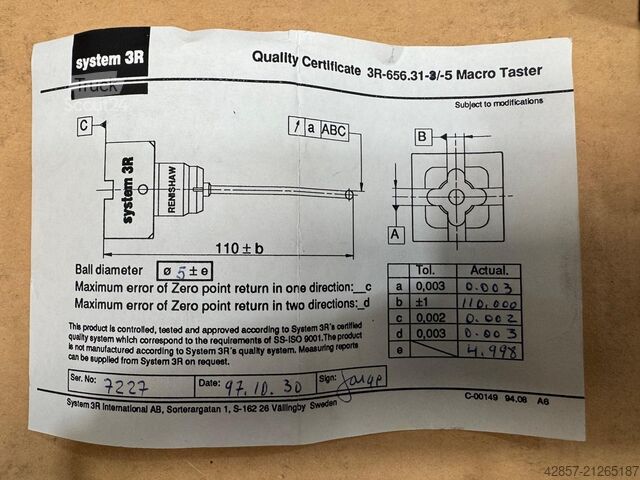 system 3R
Quality Certificate 3R-656.31-3/-5 Macro Taster
Truck
Scout24
Subject to modifications
C
a ABC
B
system 3R
RENISHAW
A
110 ± b
Ball diameter ø 5 ± e
Maximum error of Zero point return in one direction:__c
Maximum error of Zero point return in two directions:_d
Tol. Actual.
a 0,003 0.003
b ±1 110.000
c 0,002 0.002
d 0,003 0.003
e 4.998
This product is controlled, tested and approved according to System 3R's certified
quality system which correspond to the requirements of SS-ISO 9001.The product
is not manufactured according to System 3R's quality system. Measuring reports
can be supplied from System 3R on request.
Ser. No: 7227 Date: 97.10.30 Sign:
System 3R International AB, Sorterargatan 1, S-162 26 Vällingby Sweden
C-00149 94.08 A6
42857-21265187